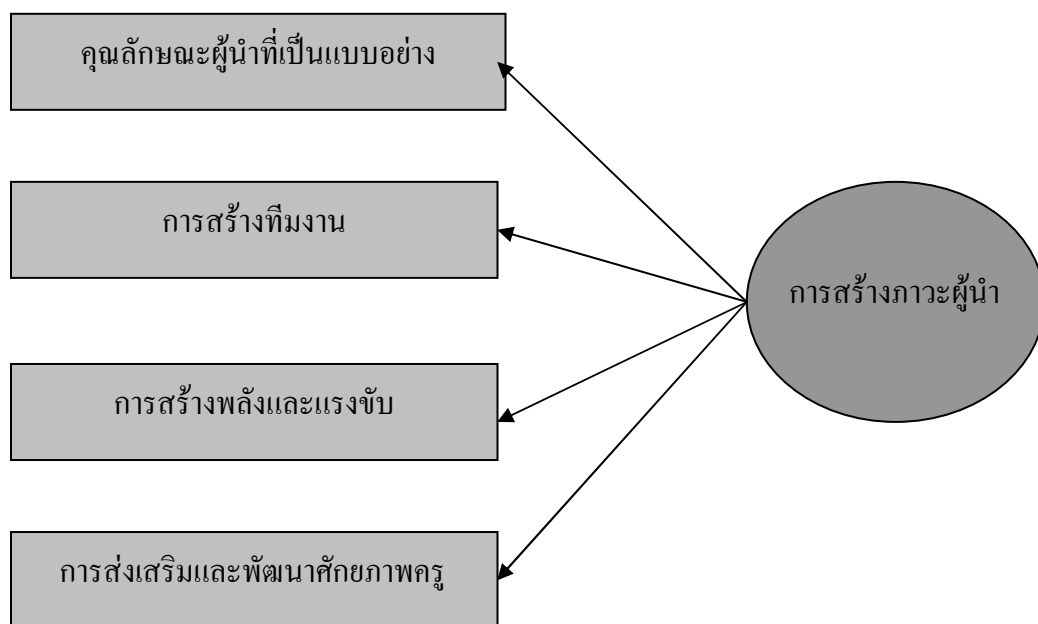 คุณลักษณะผู้นำที่เป็นแบบอย่าง
การสร้างทีมงาน
การสร้างภาวะผู้นำ
การสร้างพลังและแรงขับ
การส่งเสริมและพัฒนาศักยภาพครู